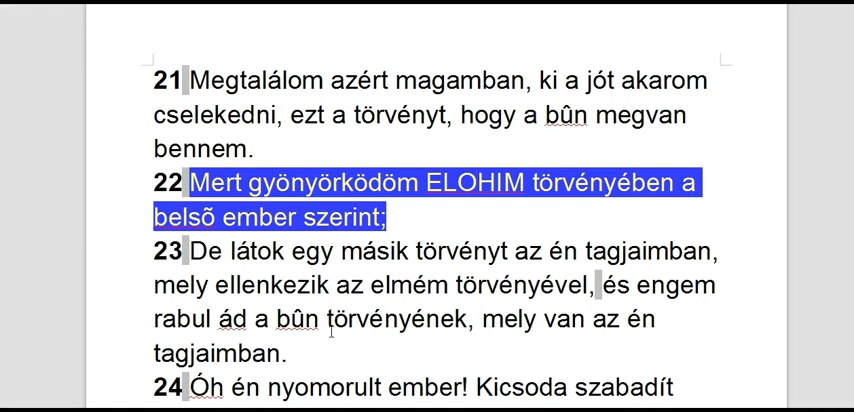 21 Megtalálom azért magamban, ki a jót akarom
cselekedni, ezt a törvényt, hogy a bûn megvan
bennem.
22 Mert gyönyörködöm ELOHIM törvényében a
belsõ ember szerint;
23 De látok egy másik törvényt az én tagjaimban,
mely ellenkezik az elmém törvényével, és engem
rabul ád a bûn törvényének, mely van az én
tagjaimban.
24 Óh én nyomorult ember! Kicsoda szabadít